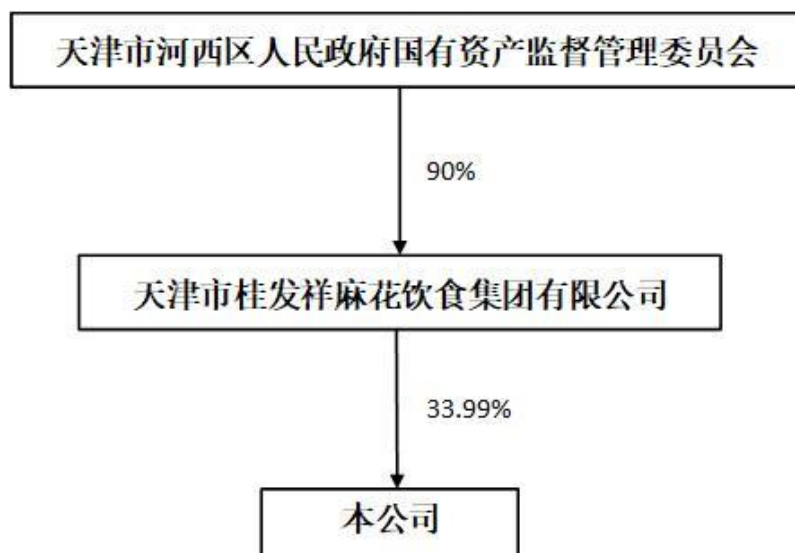 天津市河西区人民政府国有资产监督管理委员会
90%
天津市桂发祥麻花饮食集团有限公司
33.99%
本公司